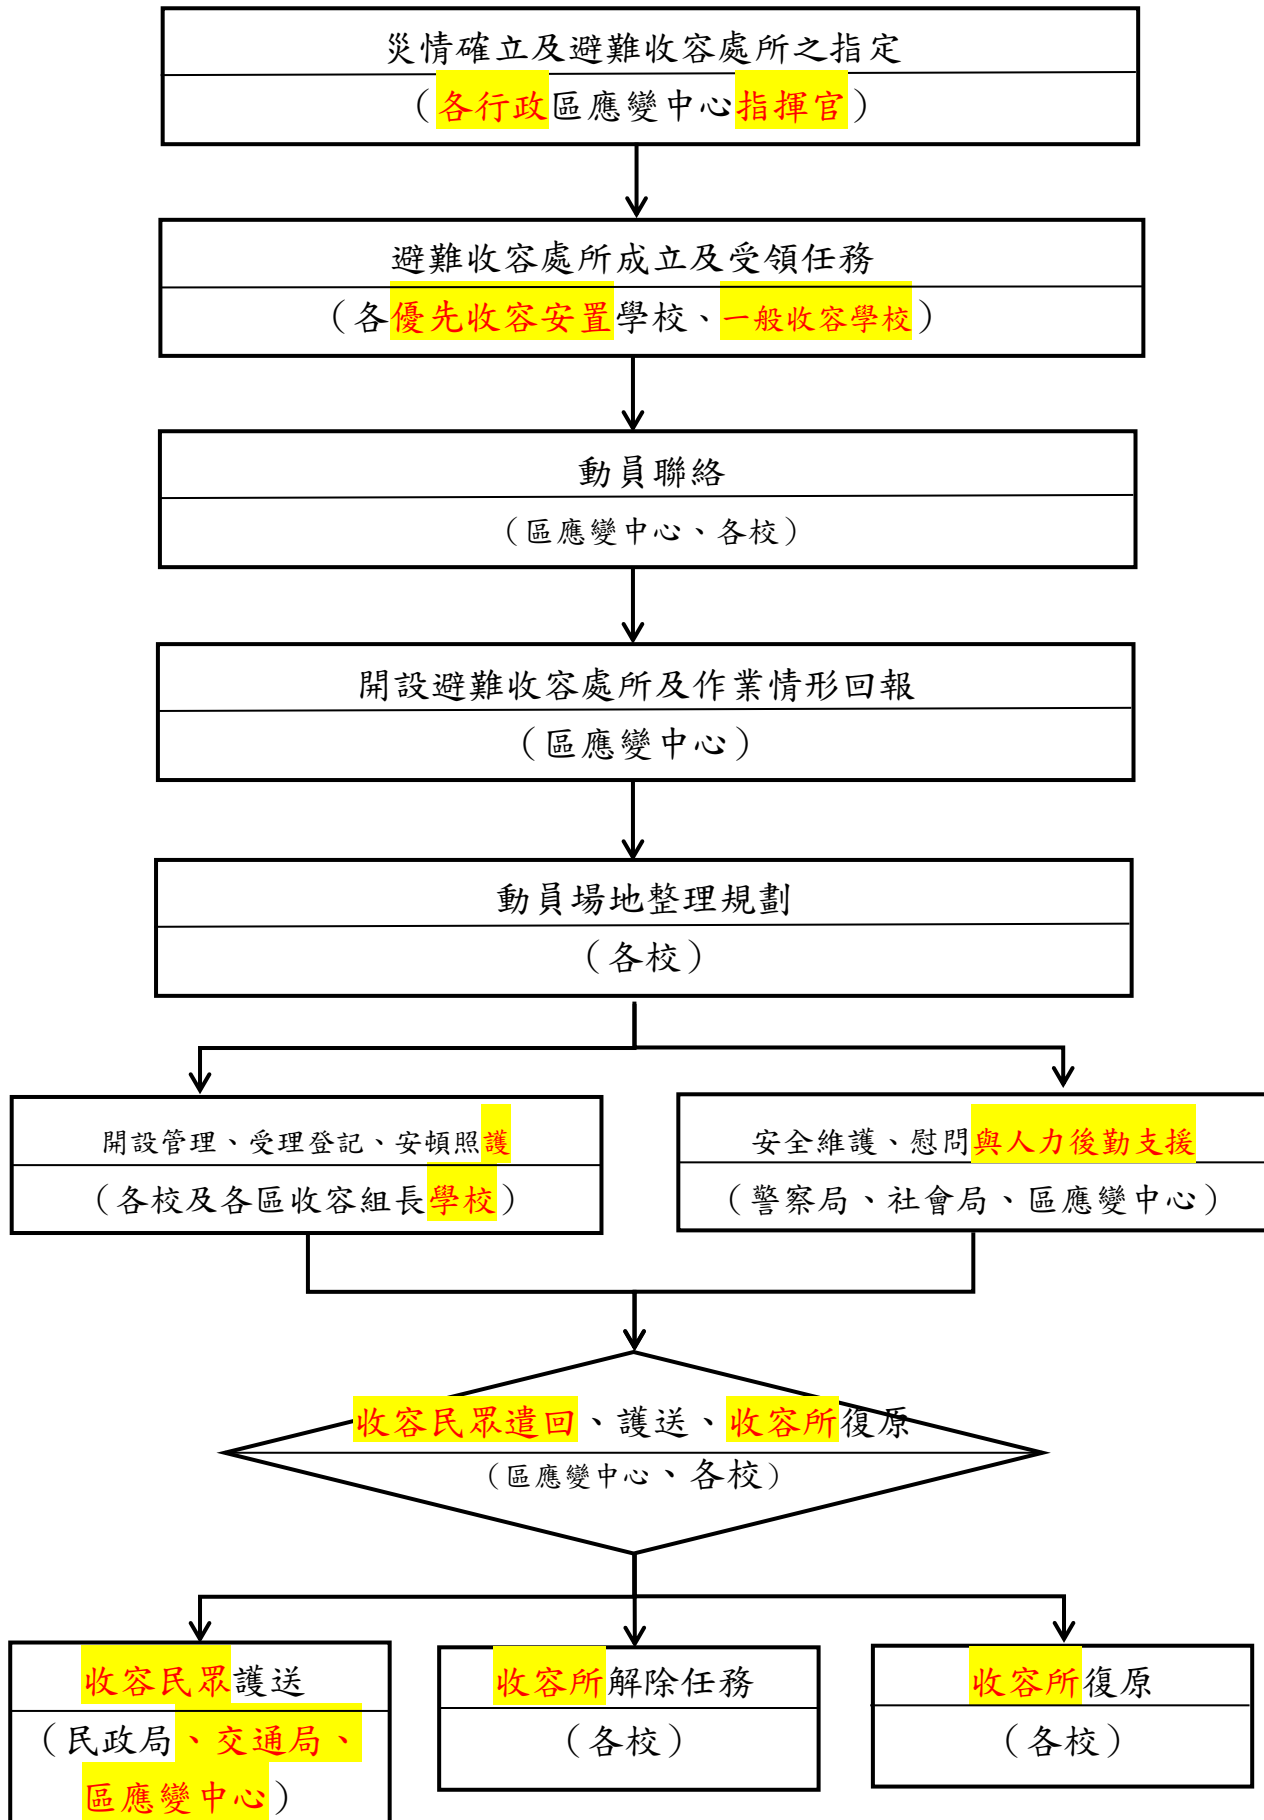 災情確立及避難收容處所之指定
（各行政區應變中心指揮官）
避難收容處所成立及受領任務
（各優先收容安置學校、一般收容學校）
動員聯絡
（區應變中心、各校）
開設避難收容處所及作業情形回報
（區應變中心）
動員場地整理規劃
（各校）
開設管理、受理登記、安頓照護
（各校及各區收容組長學校）
安全維護、慰問與人力後勤支援
（警察局、社會局、區應變中心）
收容民眾遣回、護送、收容所復原
（區應變中心、各校）
收容民眾護送
（民政局、交通局、
區應變中心）
收容所解除任務
（各校）
收容所復原
（各校）